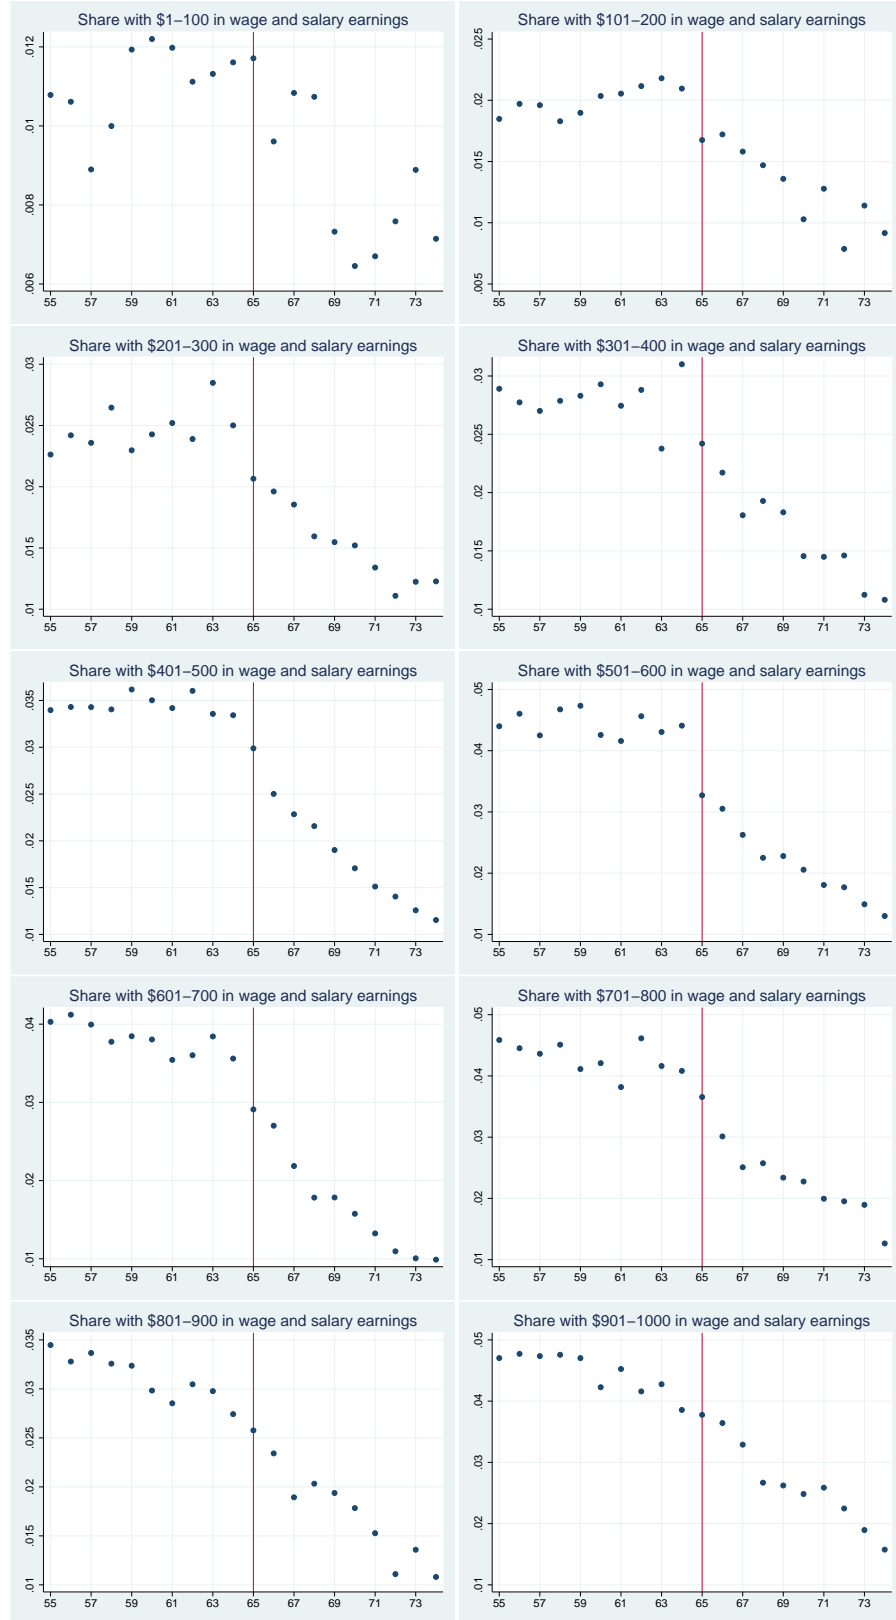 Share with $1–100 in wage and salary earnings
.012
.01
.008
.006
55 57 59 61 63 65 67 69 71 73
Share with $101–200 in wage and salary earnings
.025
.02
.015
.01
.005
55 57 59 61 63 65 67 69 71 73
Share with $201–300 in wage and salary earnings
.03
.025
.02
.015
.01
55 57 59 61 63 65 67 69 71 73
Share with $301–400 in wage and salary earnings
.03
.025
.02
.015
.01
55 57 59 61 63 65 67 69 71 73
Share with $401–500 in wage and salary earnings
.035
.03
.025
.02
.015
.01
55 57 59 61 63 65 67 69 71 73
Share with $501–600 in wage and salary earnings
.05
.04
.03
.02
.01
55 57 59 61 63 65 67 69 71 73
Share with $601–700 in wage and salary earnings
.04
.03
.02
.01
55 57 59 61 63 65 67 69 71 73
Share with $701–800 in wage and salary earnings
.05
.04
.03
.02
.01
55 57 59 61 63 65 67 69 71 73
Share with $801–900 in wage and salary earnings
.035
.03
.025
.02
.015
.01
55 57 59 61 63 65 67 69 71 73
Share with $901–1000 in wage and salary earnings
.05
.04
.03
.02
.01
55 57 59 61 63 65 67 69 71 73